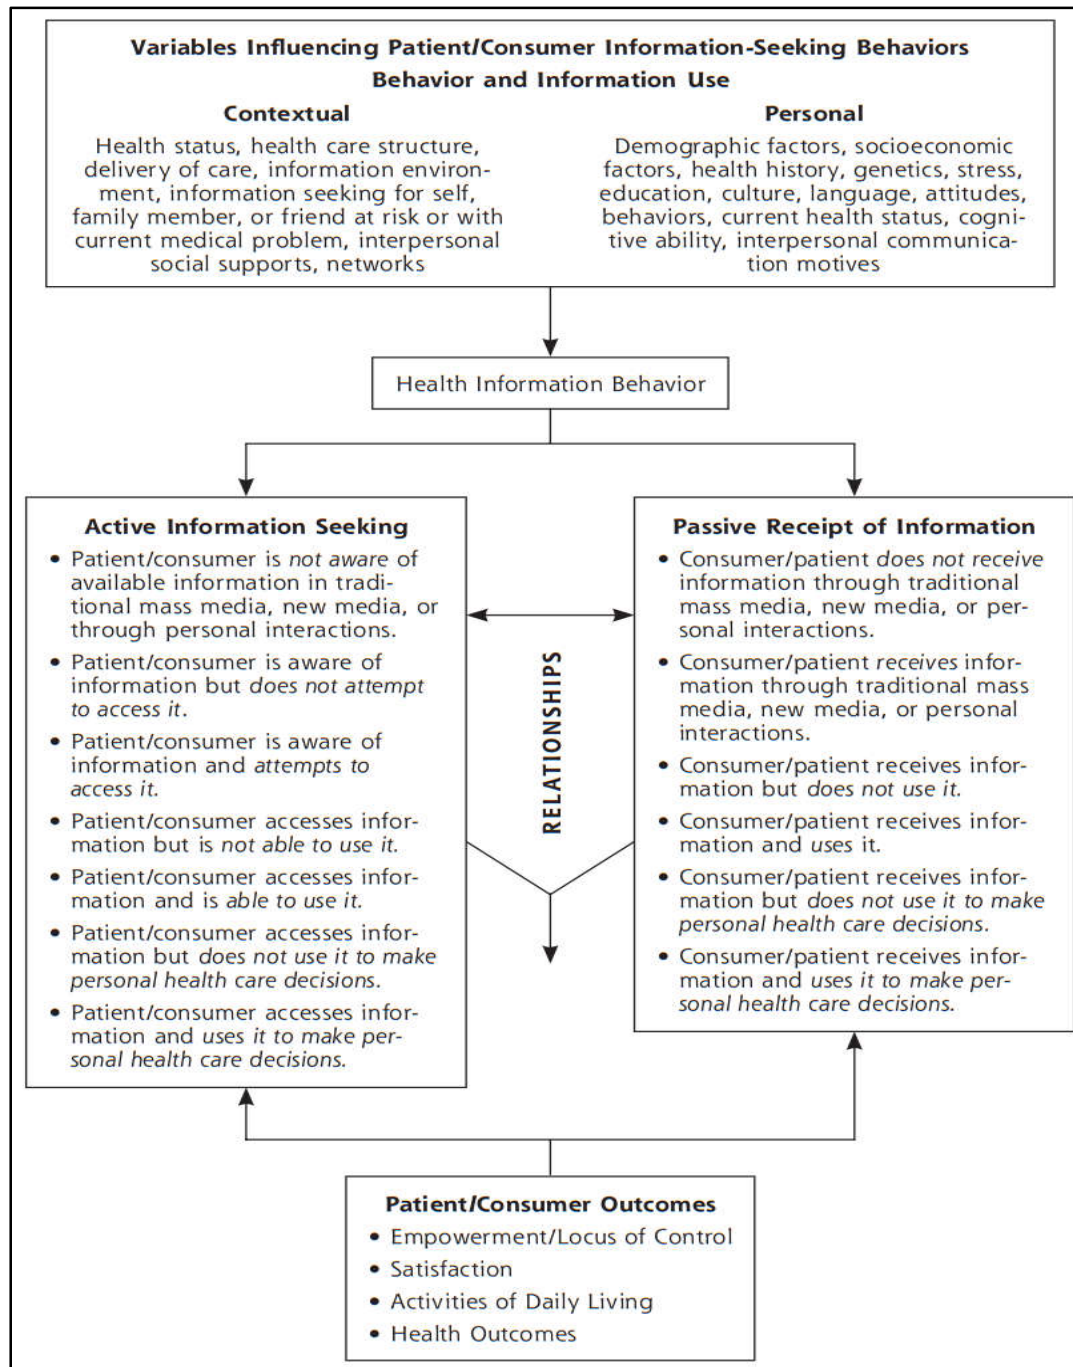 Variables Influencing Patient/Consumer Information-Seeking Behaviors
Behavior and Information Use
Contextual
Health status, health care structure,
delivery of care, information environ-
ment, information seeking for self,
family member, or friend at risk or with
current medical problem, interpersonal
social supports, networks
Personal
Demographic factors, socioeconomic
factors, health history, genetics, stress,
education, culture, language, attitudes,
behaviors, current health status, cogni-
tive ability, interpersonal communica-
tion motives
Health Information Behavior
Active Information Seeking
• Patient/consumer is not aware of
available information in tradi-
tional mass media, new media, or
through personal interactions.
• Patient/consumer is aware of
information but does not attempt
to access it.
• Patient/consumer is aware of
information and attempts to
access it.
• Patient/consumer accesses infor-
mation but is not able to use it.
• Patient/consumer accesses infor-
mation and is able to use it.
• Patient/consumer accesses infor-
mation but does not use it to make
personal health care decisions.
• Patient/consumer accesses infor-
mation and uses it to make per-
sonal health care decisions.
RELATIONSHIPS
Passive Receipt of Information
• Consumer/patient does not receive
information through traditional
mass media, new media, or per-
sonal interactions.
• Consumer/patient receives infor-
mation through traditional mass
media, new media, or personal
interactions.
• Consumer/patient receives infor-
mation but does not use it.
• Consumer/patient receives infor-
mation and uses it.
• Consumer/patient receives infor-
mation but does not use it to make
personal health care decisions.
• Consumer/patient receives infor-
mation and uses it to make per-
sonal health care decisions.
Patient/Consumer Outcomes
• Empowerment/Locus of Control
• Satisfaction
• Activities of Daily Living
• Health Outcomes